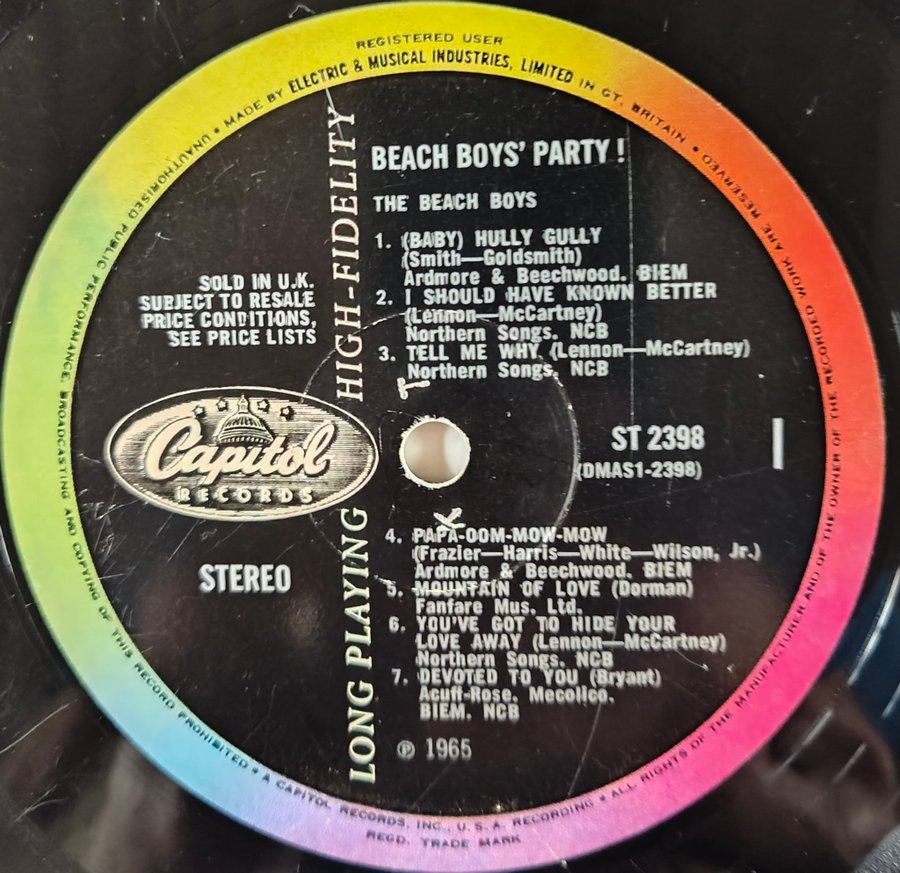 REGISTERED USER
UNAUTHORISED PUBLIC PERFORMANCE, BROADCASTING AND COPYING OF THIS RECORD PROHIBITED • MADE BY ELECTRIC & MUSICAL INDUSTRIES, LIMITED IN GT. BRITAIN • RESERVED
BEACH BOYS' PARTY !
THE BEACH BOYS
1. (BABY) HULLY GULLY
(Smith—Goldsmith)
Ardmore & Beechwood. BIEM
2. I SHOULD HAVE KNOWN BETTER
(Lennon—McCartney)
Northern Songs. NCB
3. TELL ME WHY (Lennon—McCartney)
Northern Songs. NCB
SOLD IN U.K.
SUBJECT TO RESALE
PRICE CONDITIONS,
SEE PRICE LISTS
LONG PLAYING HIGH-FIDELITY
Capitol
RECORDS
STEREO
ST 2398
(DMAS1-2398)
1
4. PAPA-OOM-MOW-MOW
(Frazier—Harris—White—Wilson, Jr.)
Ardmore & Beechwood. BIEM
5. MOUNTAIN OF LOVE (Dorman)
Fanfare Mus. Ltd.
6. YOU'VE GOT TO HIDE YOUR
LOVE AWAY (Lennon—McCartney)
Northern Songs. NCB
7. DEVOTED TO YOU (Bryant)
Acuff-Rose. Mecolico.
BIEM. NCB
℗ 1965
• A CAPITOL RECORDS, INC., U.S.A. RECORDING • ALL RIGHTS OF THE MANUFACTURER AND OF THE OWNER OF THE RECORDED WORK ARE
REGD. TRADE MARK